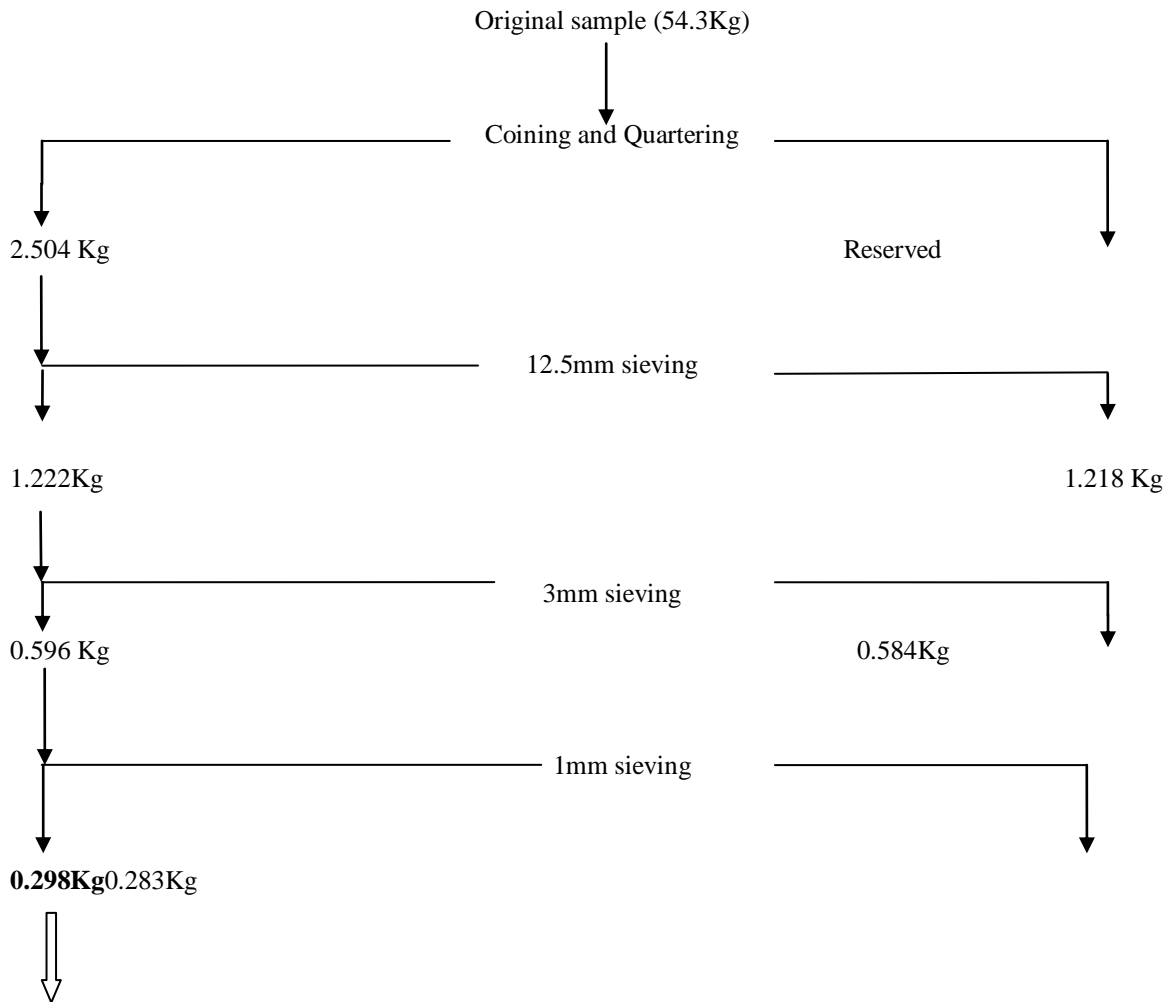 Original sample (54.3Kg)
Coining and Quartering
2.504 Kg Reserved
12.5mm sieving
1.222Kg 1.218 Kg
3mm sieving
0.596 Kg 0.584Kg
1mm sieving
0.298Kg0.283Kg